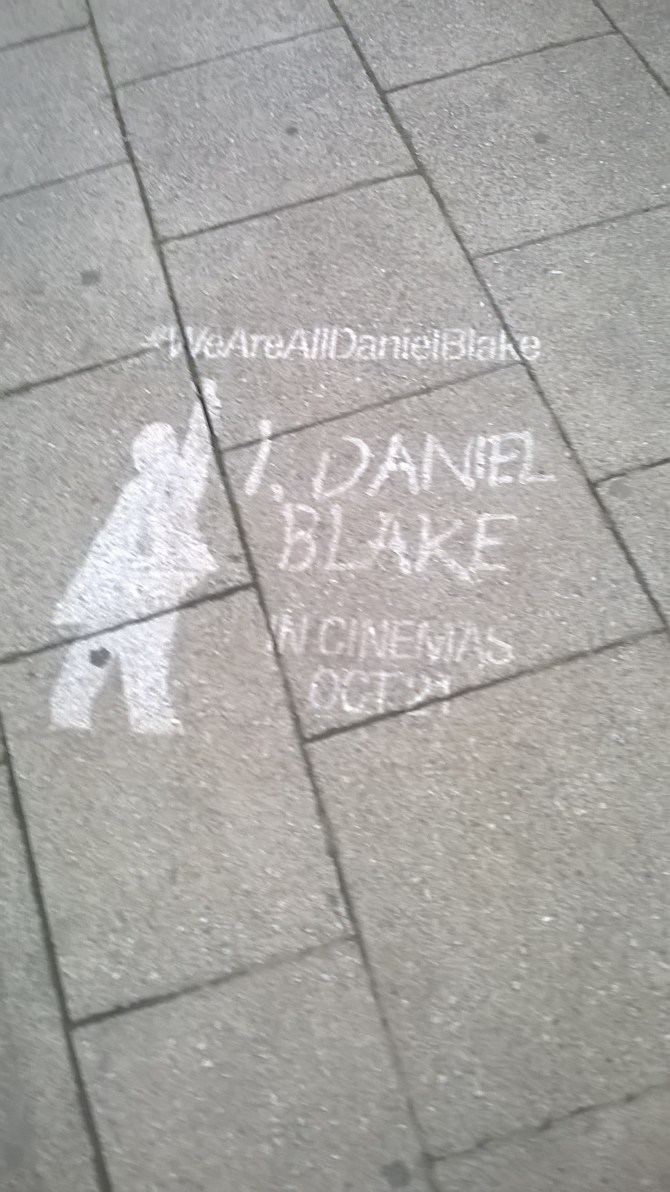 #WeAreAllDanielBlake
I, DANIEL
BLAKE
IN CINEMAS
OCT 21